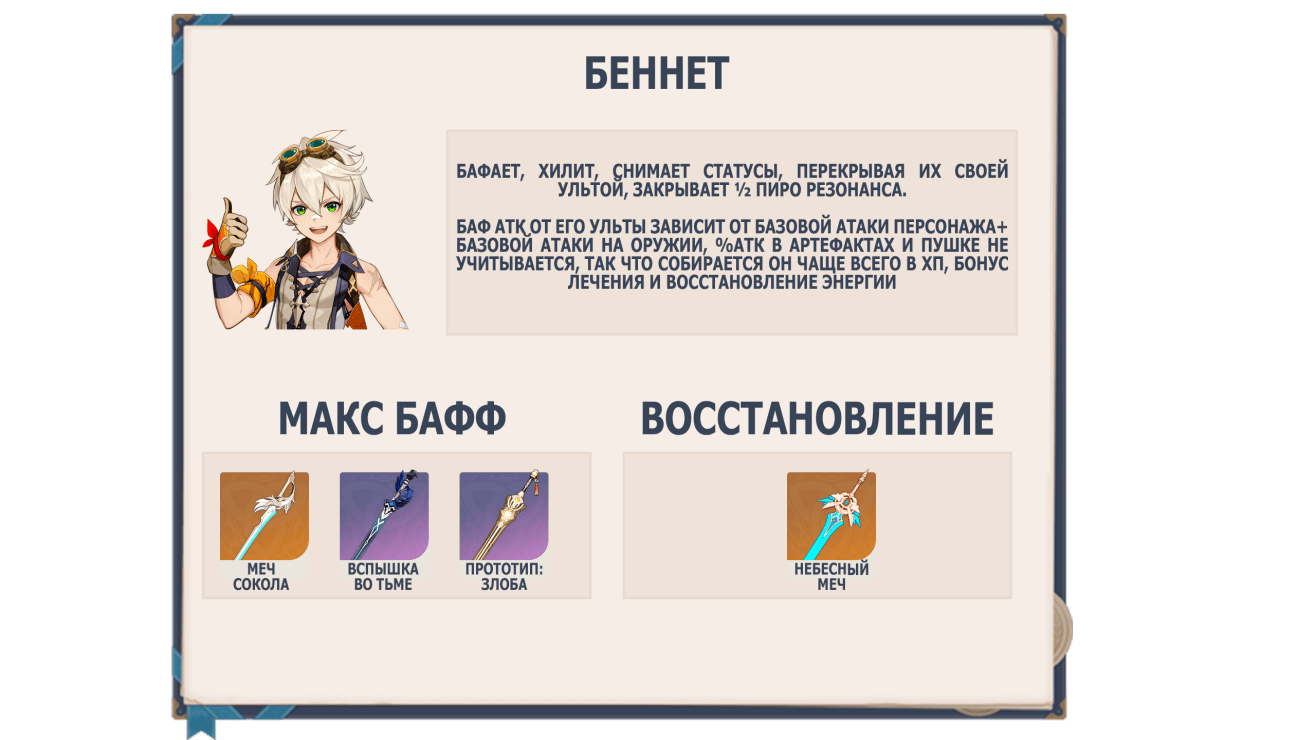 БЕННЕТ
БАФАЕТ, ХИЛИТ, СНИМАЕТ СТАТУСЫ, ПЕРЕКРЫВАЯ ИХ СВОЕЙ
УЛЬТОЙ, ЗАКРЫВАЕТ ½ ПИРО РЕЗОНАНСА.
БАФ АТК ОТ ЕГО УЛЬТЫ ЗАВИСИТ ОТ БАЗОВОЙ АТАКИ ПЕРСОНАЖА+
БАЗОВОЙ АТАКИ НА ОРУЖИИ, %АТК В АРТЕФАКТАХ И ПУШКЕ НЕ
УЧИТЫВАЕТСЯ, ТАК ЧТО СОБИРАЕТСЯ ОН ЧАЩЕ ВСЕГО В ХП, БОНУС
ЛЕЧЕНИЯ И ВОССТАНОВЛЕНИЕ ЭНЕРГИИ
МАКС БАФФ
МЕЧ
СОКОЛА
ВСПЫШКА
ВО ТЬМЕ
ПРОТОТИП:
ЗЛОБА
ВОССТАНОВЛЕНИЕ
НЕБЕСНЫЙ
МЕЧ